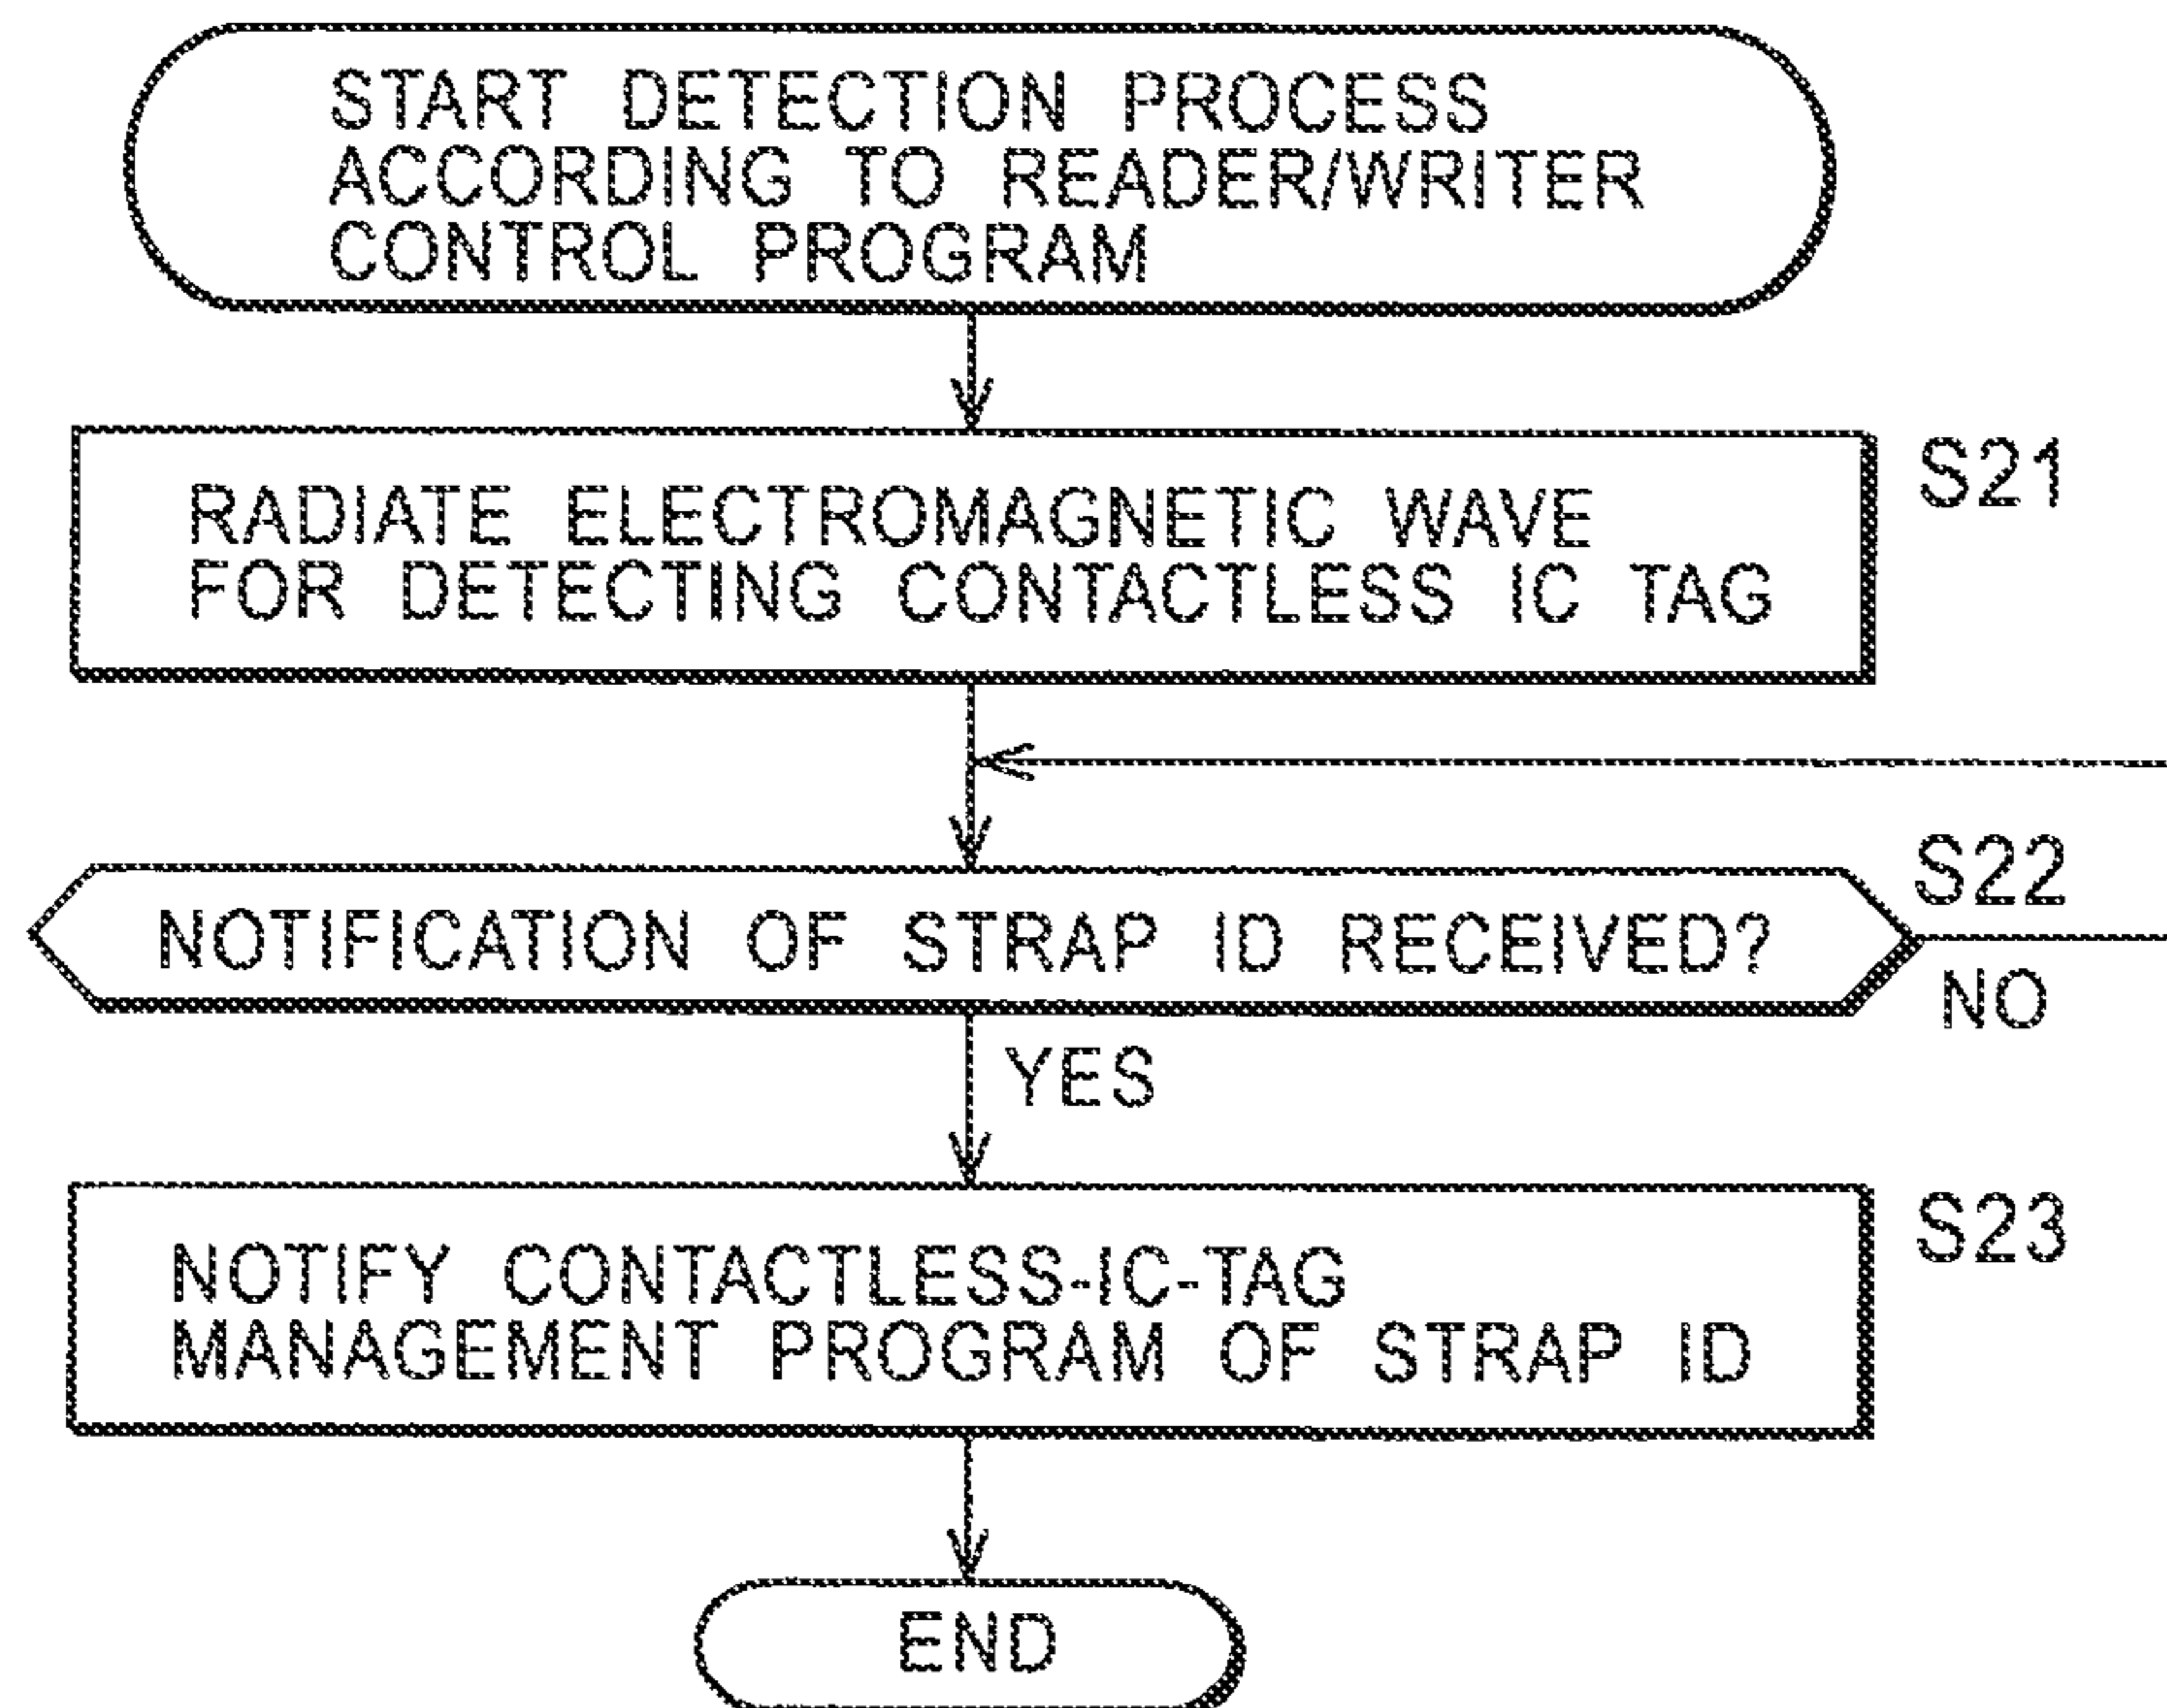 START DETECTION PROCESS
ACCORDING TO READER/WRITER
CONTROL PROGRAM
S21
RADIATE ELECTROMAGNETIC WAVE
FOR DETECTING CONTACTLESS IC TAG
S22
NOTIFICATION OF STRAP ID RECEIVED?
NO
YES
S23
NOTIFY CONTACTLESS-IC-TAG
MANAGEMENT PROGRAM OF STRAP ID
END